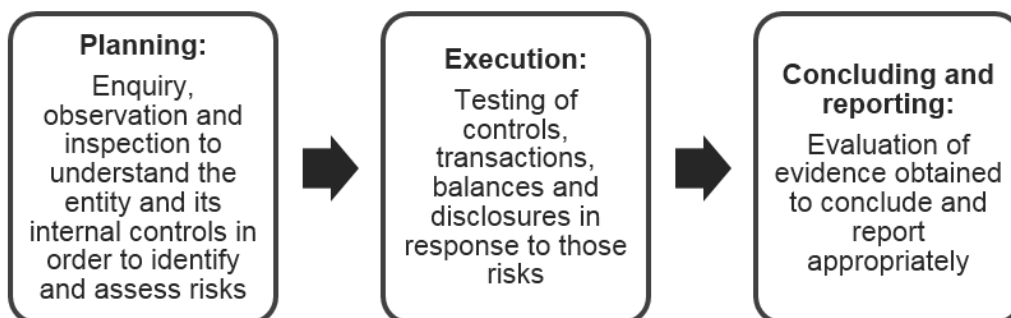 Planning:
Enquiry,
observation and
inspection to
understand the
entity and its
internal controls in
order to identify
and assess risks
Execution:
Testing of
controls,
transactions,
balances and
disclosures in
response to those
risks
Concluding and
reporting:
Evaluation of
evidence obtained
to conclude and
report
appropriately